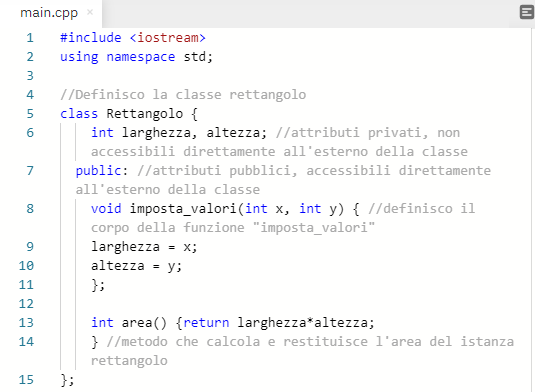 main.cpp ×
1 #include <iostream>
2 using namespace std;
3
4 //Definisco la classe rettangolo
5 class Rettangolo {
6 int larghezza, altezza; //attributi privati, non
accessibili direttamente all'esterno della classe
7 public: //attributi pubblici, accessibili direttamente
all'esterno della classe
8 void imposta_valori(int x, int y) { //definisco il
corpo della funzione "imposta_valori"
9 larghezza = x;
10 altezza = y;
11 };
12
13 int area() {return larghezza*altezza;
14 } //metodo che calcola e restituisce l'area del istanza
rettangolo
15 };